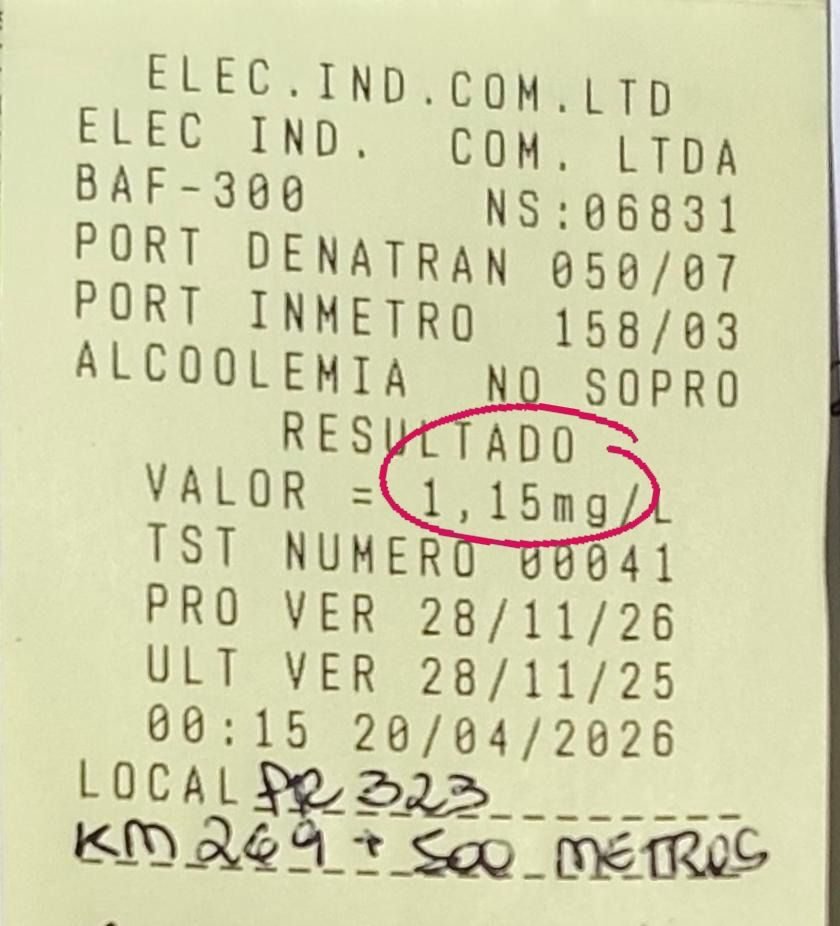 ELEC.IND.COM.LTD
ELEC IND. COM. LTDA
BAF-300 NS:06831
PORT DENATRAN 050/07
PORT INMETRO 158/03
ALCOOLEMIA NO SOPRO
RESULTADO
VALOR = 1,15mg/L
TST NUMERO 00041
PRO VER 28/11/26
ULT VER 28/11/25
00:15 20/04/2026
LOCAL PR 323
KM 269 + 500 METROS